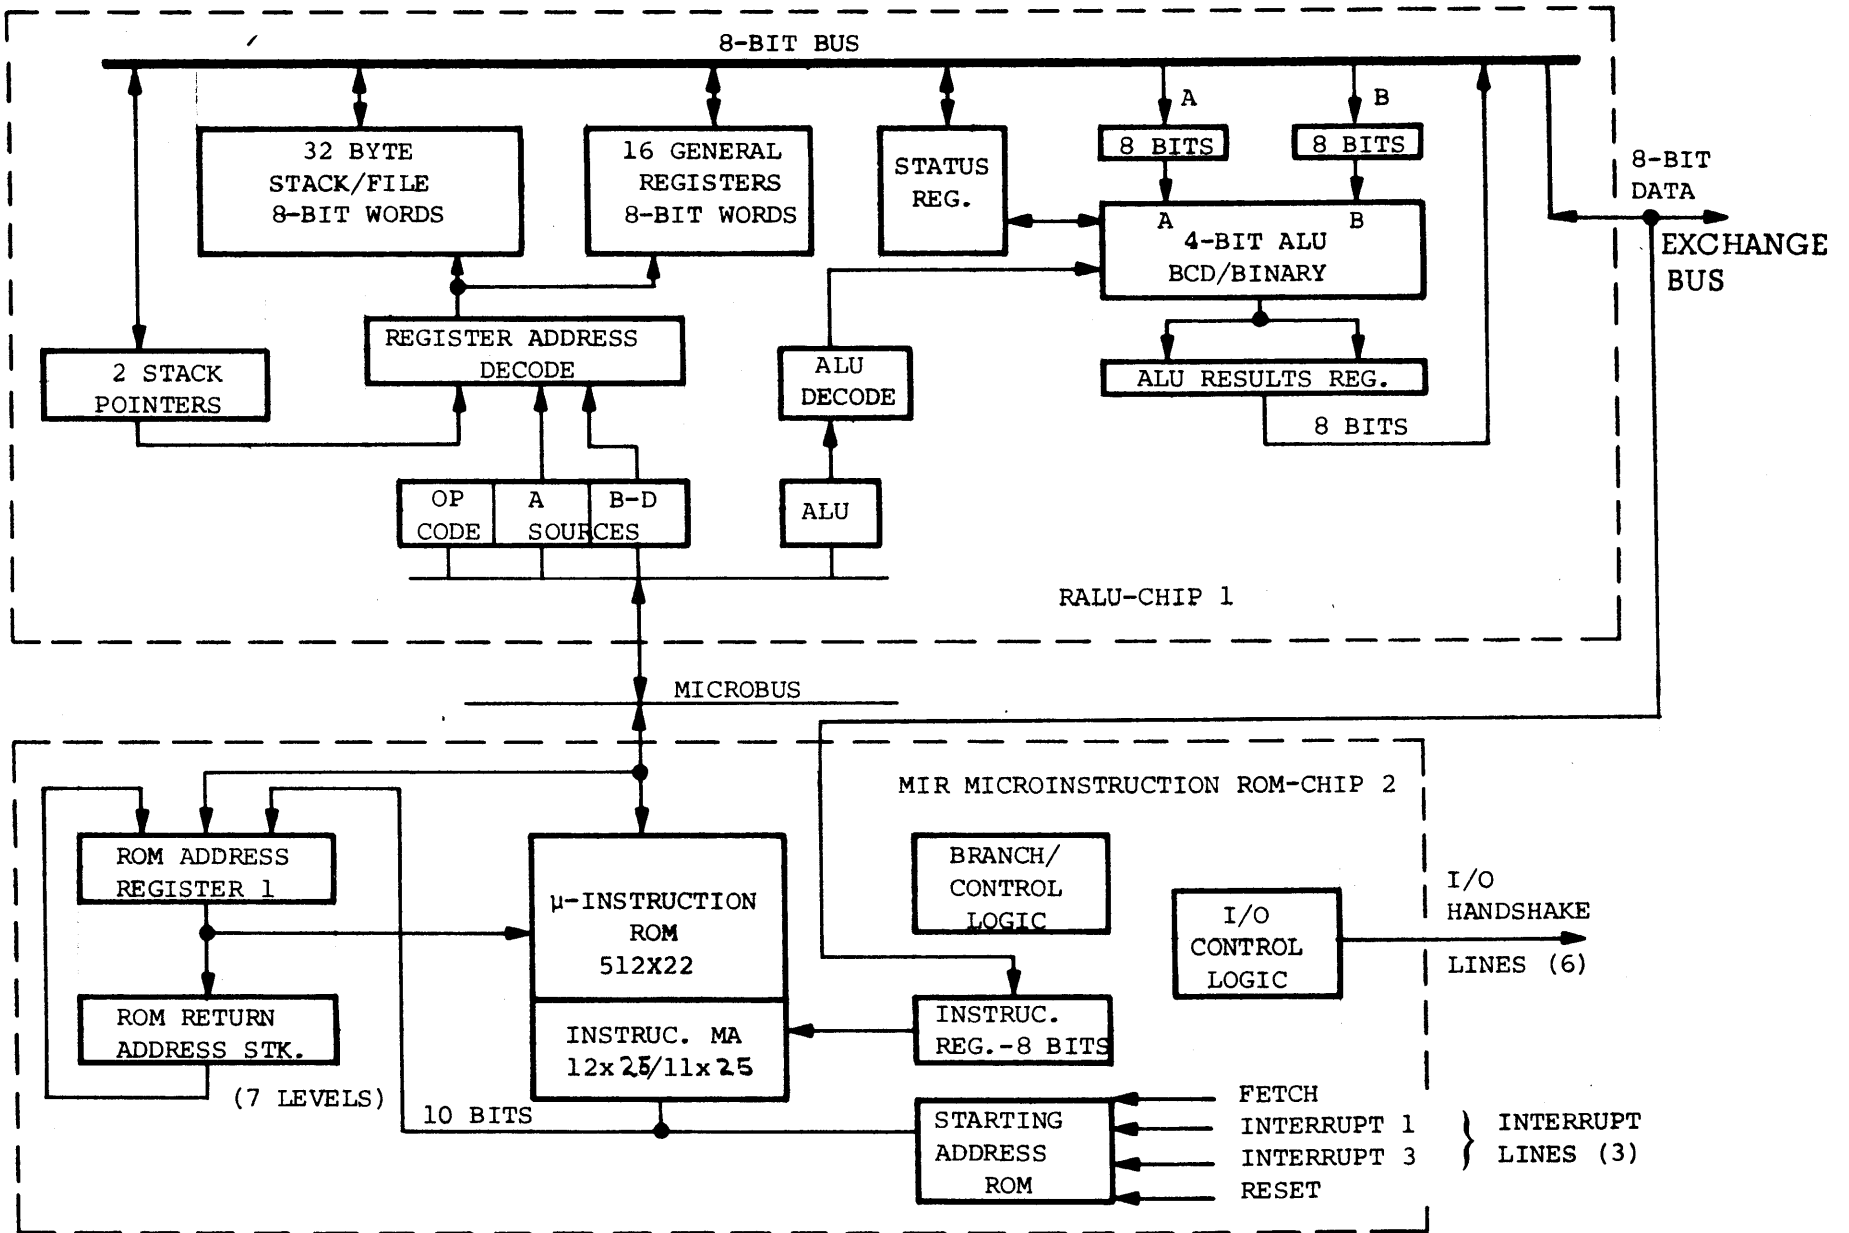 8-BIT BUS
32 BYTE
STACK/FILE
8-BIT WORDS
16 GENERAL
REGISTERS
8-BIT WORDS
STATUS
REG.
A
8 BITS
B
8 BITS
A B
4-BIT ALU
BCD/BINARY
8-BIT
DATA
EXCHANGE
BUS
2 STACK
POINTERS
REGISTER ADDRESS
DECODE
ALU
DECODE
ALU RESULTS REG.
8 BITS
OP A B-D
CODE SOURCES
ALU
RALU-CHIP 1
MICROBUS
MIR MICROINSTRUCTION ROM-CHIP 2
ROM ADDRESS
REGISTER 1
µ-INSTRUCTION
ROM
512X22
BRANCH/
CONTROL
LOGIC
I/O
CONTROL
LOGIC
I/O
HANDSHAKE
LINES (6)
ROM RETURN
ADDRESS STK.
(7 LEVELS)
INSTRUC. MA
12x25/11x25
INSTRUC.
REG.-8 BITS
10 BITS
STARTING
ADDRESS
ROM
FETCH
INTERRUPT 1
INTERRUPT 3
RESET
} INTERRUPT
LINES (3)